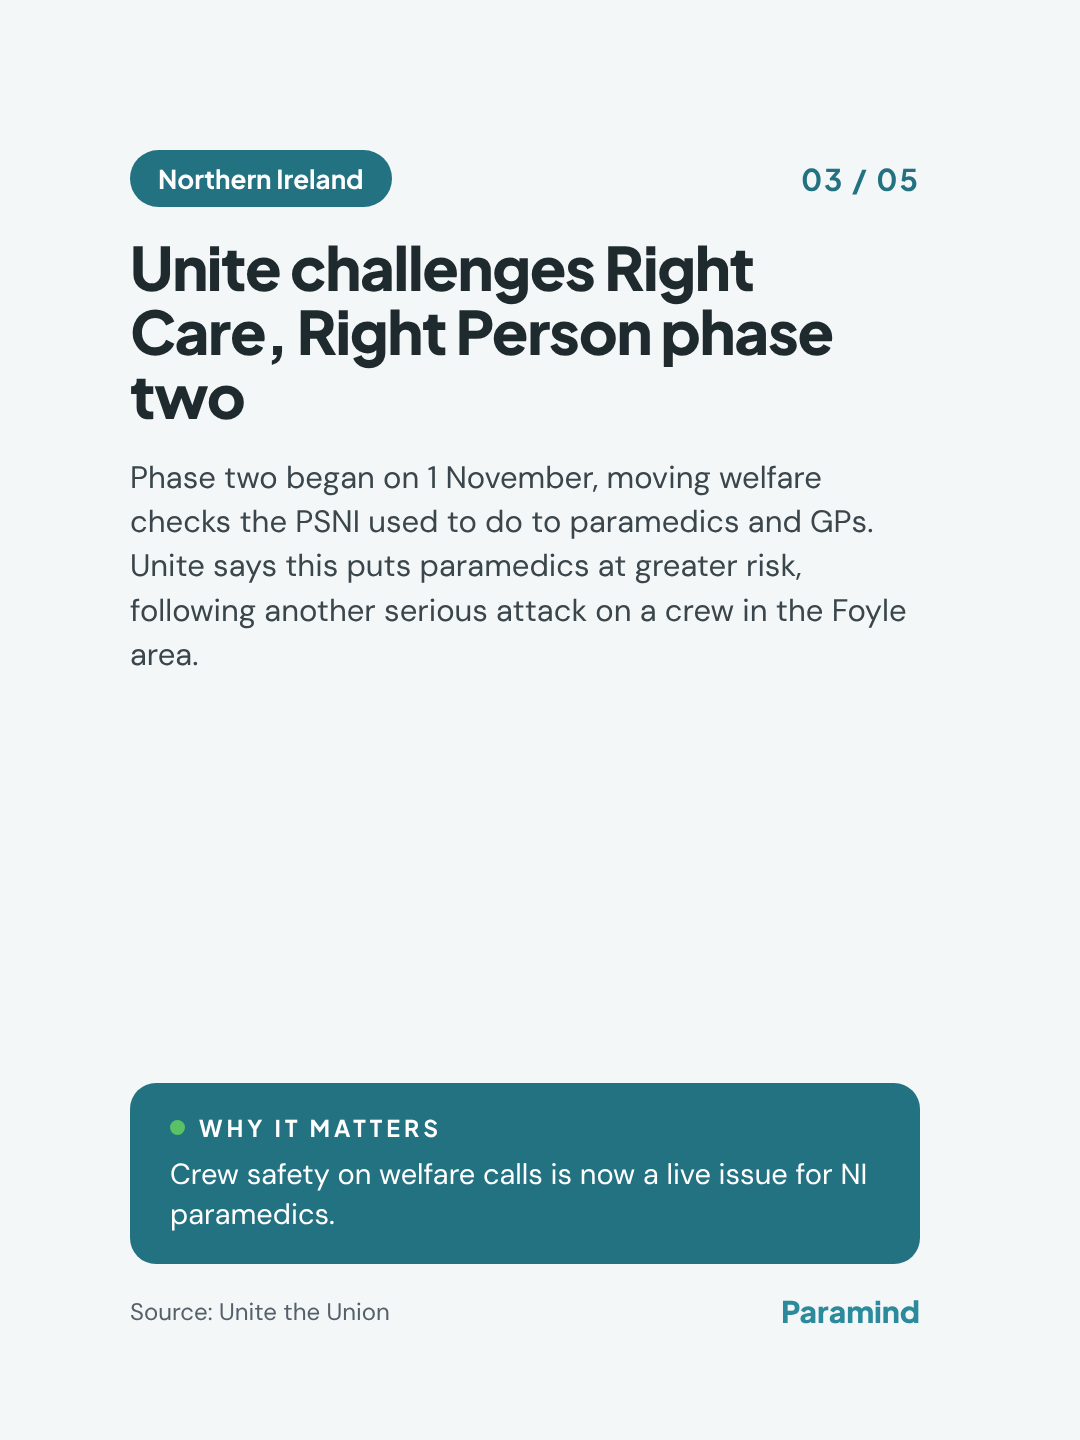 Northern Ireland
03 / 05
Unite challenges Right
Care, Right Person phase
two
Phase two began on 1 November, moving welfare
checks the PSNI used to do to paramedics and GPs.
Unite says this puts paramedics at greater risk,
following another serious attack on a crew in the Foyle
area.
WHY IT MATTERS
Crew safety on welfare calls is now a live issue for NI
paramedics.
Source: Unite the Union
Paramind